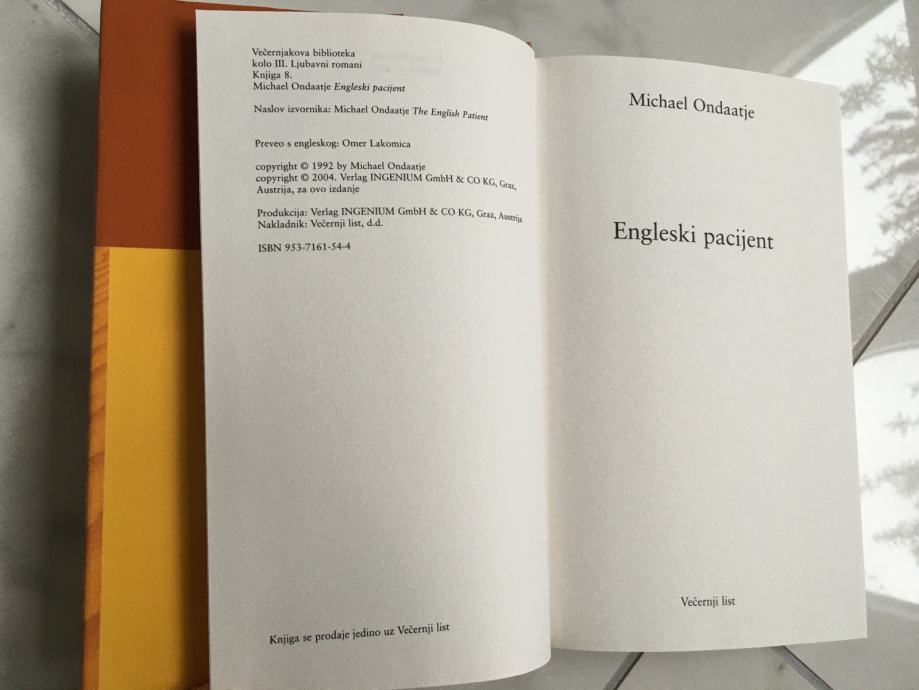 Večernjakova biblioteka
kolo III. Ljubavni romani
Knjiga 8.
Michael Ondaatje Engleski pacijent
Naslov izvornika: Michael Ondaatje The English Patient
Preveo s engleskog: Omer Lakomica
copyright © 1992 by Michael Ondaatje
copyright © 2004. Verlag INGENIUM GmbH & CO KG, Graz,
Austrija, za ovo izdanje
Produkcija: Verlag INGENIUM GmbH & CO KG, Graz, Austrija
Nakladnik: Večernji list, d.d.
ISBN 953-7161-54-4
Knjiga se prodaje jedino uz Večernji list
Michael Ondaatje
Engleski pacijent
Večernji list